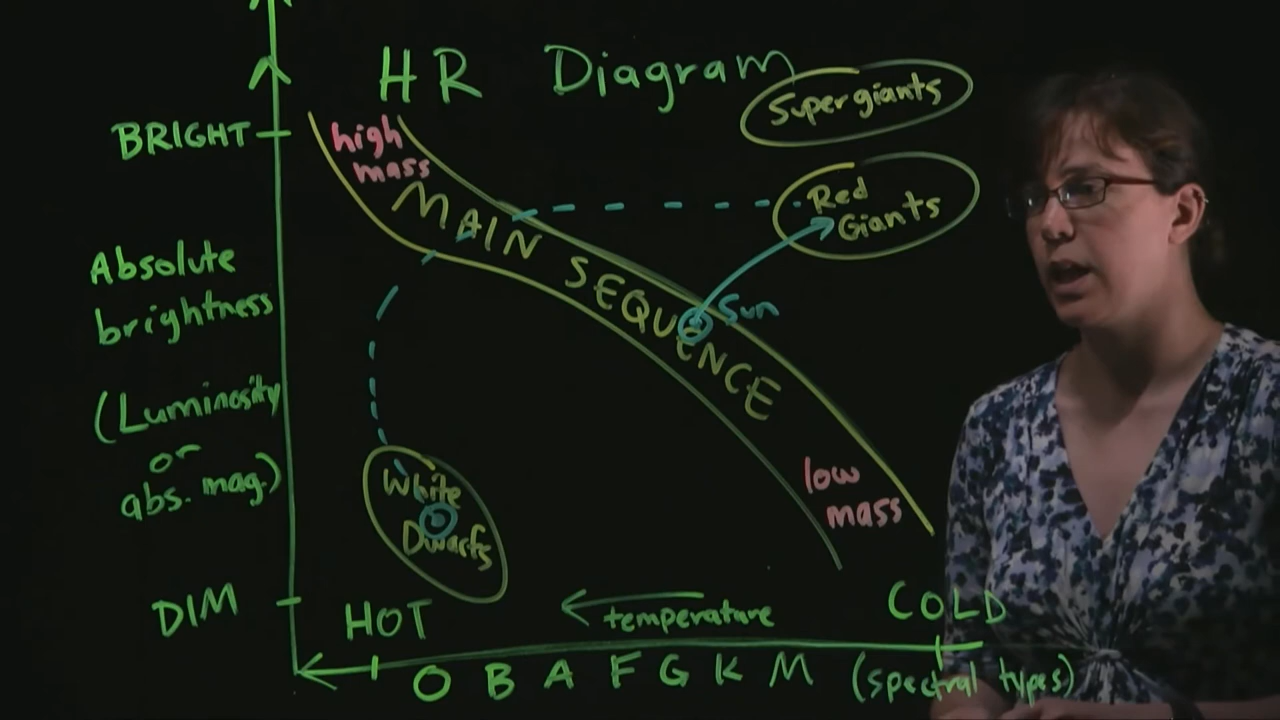 HR Diagram
Supergiants
BRIGHT
high
mass
Red
Giants
MAIN SEQUENCE
Absolute
brightness
Sun
(Luminosity
or
abs. mag.)
low
mass
White
Dwarfs
DIM
HOT
temperature
COLD
O B A F G K M (spectral types)